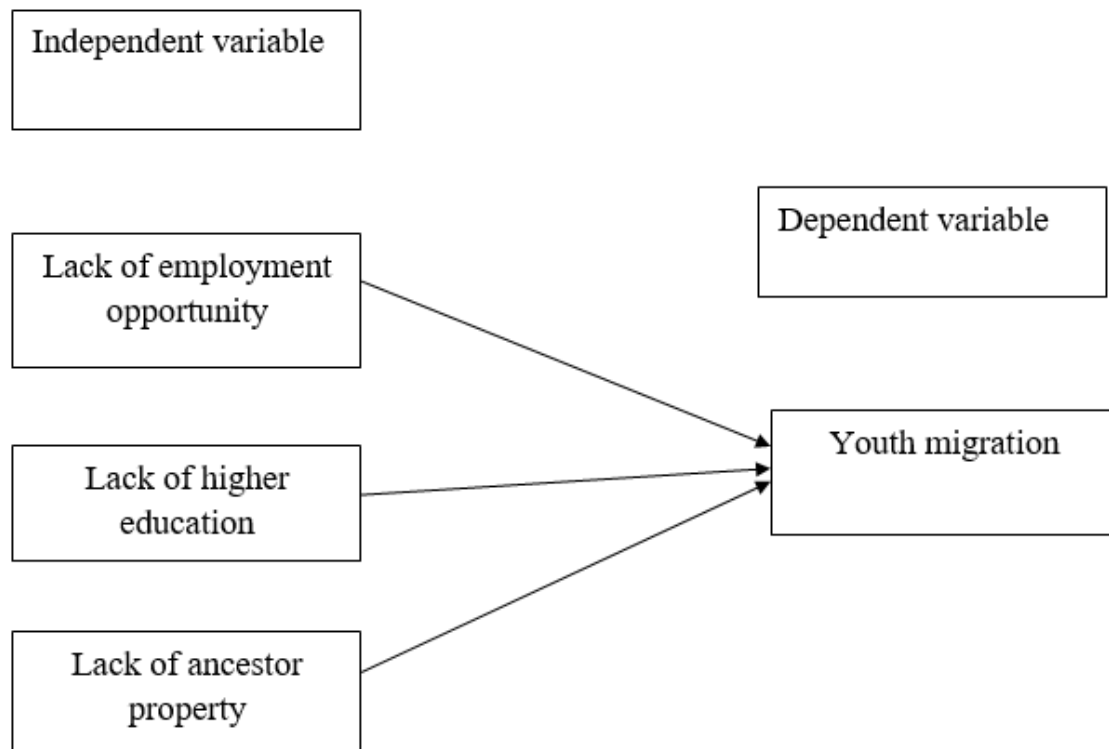 Independent variable
Dependent variable
Lack of employment
opportunity
Youth migration
Lack of higher
education
Lack of ancestor
property